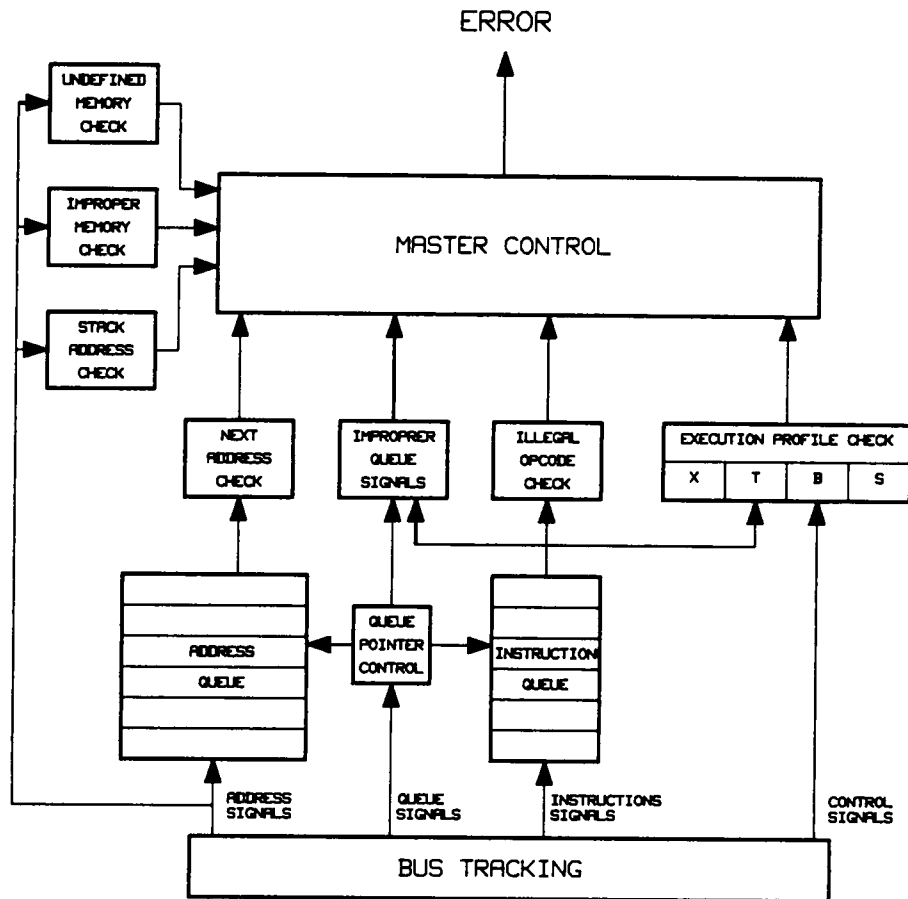 ERROR
UNDEFINED
MEMORY
CHECK
IMPROPER
MEMORY
CHECK
MASTER CONTROL
STACK
ADDRESS
CHECK
NEXT
ADDRESS
CHECK
IMPROPRER
QUEUE
SIGNALS
ILLEGAL
OPCODE
CHECK
EXECUTION PROFILE CHECK
X T B S
ADDRESS
QUEUE
QUEUE
POINTER
CONTROL
INSTRUCTION
QUEUE
ADDRESS
SIGNALS
QUEUE
SIGNALS
INSTRUCTIONS
SIGNALS
CONTROL
SIGNALS
BUS TRACKING